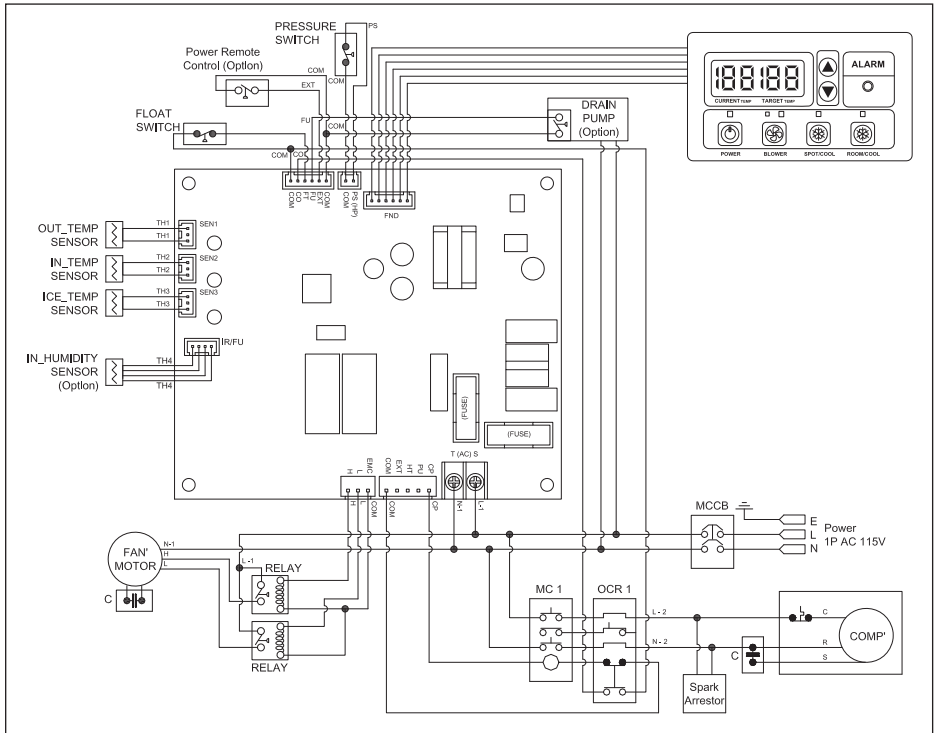 PRESSURE
SWITCH
PS
COM
Power Remote
Control (Option)
COM
EXT
FLOAT
SWITCH
FU
COM
COM
CO
DRAIN
PUMP
(Option)
188188
CURRENT TEMP
TARGET TEMP
ALARM
POWER
BLOWER
SPOT/COOL
ROOM/COOL
COM
CO
FT
FU
EXT
COM
COM
PS (HP)
FND
OUT_TEMP
SENSOR
TH1
TH1
SEN1
IN_TEMP
SENSOR
TH2
TH2
SEN2
ICE_TEMP
SENSOR
TH3
TH3
SEN3
IR/FU
IN_HUMIDITY
SENSOR
(Option)
TH4
TH4
(FUSE)
(FUSE)
T (AC) S
H
L
EMC
COM
EXT
HT
PU
CP
H
L
COM
COM
CP
N-1
L-1
MCCB
E
L
N
Power
1P AC 115V
FAN'
MOTOR
N-1
H
L
L-1
C
RELAY
RELAY
MC 1
OCR 1
L-2
N-2
C
Spark
Arrestor
C
R
S
COMP'